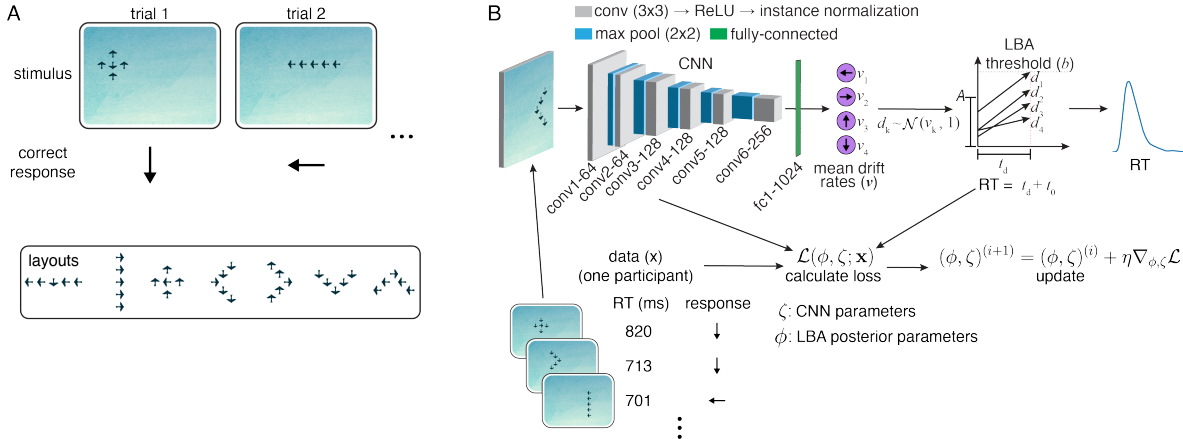 A
trial 1
trial 2
stimulus
correct
response
layouts
B
conv (3x3) → ReLU → instance normalization
max pool (2x2)
fully-connected
CNN
conv1-64
conv2-64
conv3-128
conv4-128
conv5-128
conv6-256
fc1-1024
v₁
v₂
v₃
v₄
mean drift
rates (v)
dₖ~𝒩(vₖ, 1)
LBA
threshold (b)
A
d₁
d₂
d₃
d₄
t_d
RT = t_d + t₀
RT
data (x)
(one participant)
ℒ(ϕ, ζ; x)
calculate loss
(ϕ, ζ)⁽ⁱ⁺¹⁾ = (ϕ, ζ)⁽ⁱ⁾ + η∇_ϕ,ζ ℒ
update
RT (ms)
response
820
713
701
ζ: CNN parameters
ϕ: LBA posterior parameters